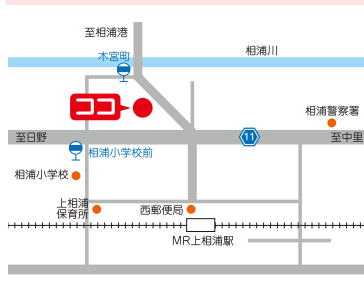 至相浦港
木宮町
相浦川
ココ
相浦警察署
11
至日野
至中里
相浦小学校前
相浦小学校
上相浦
保育所
西郵便局
MR上相浦駅